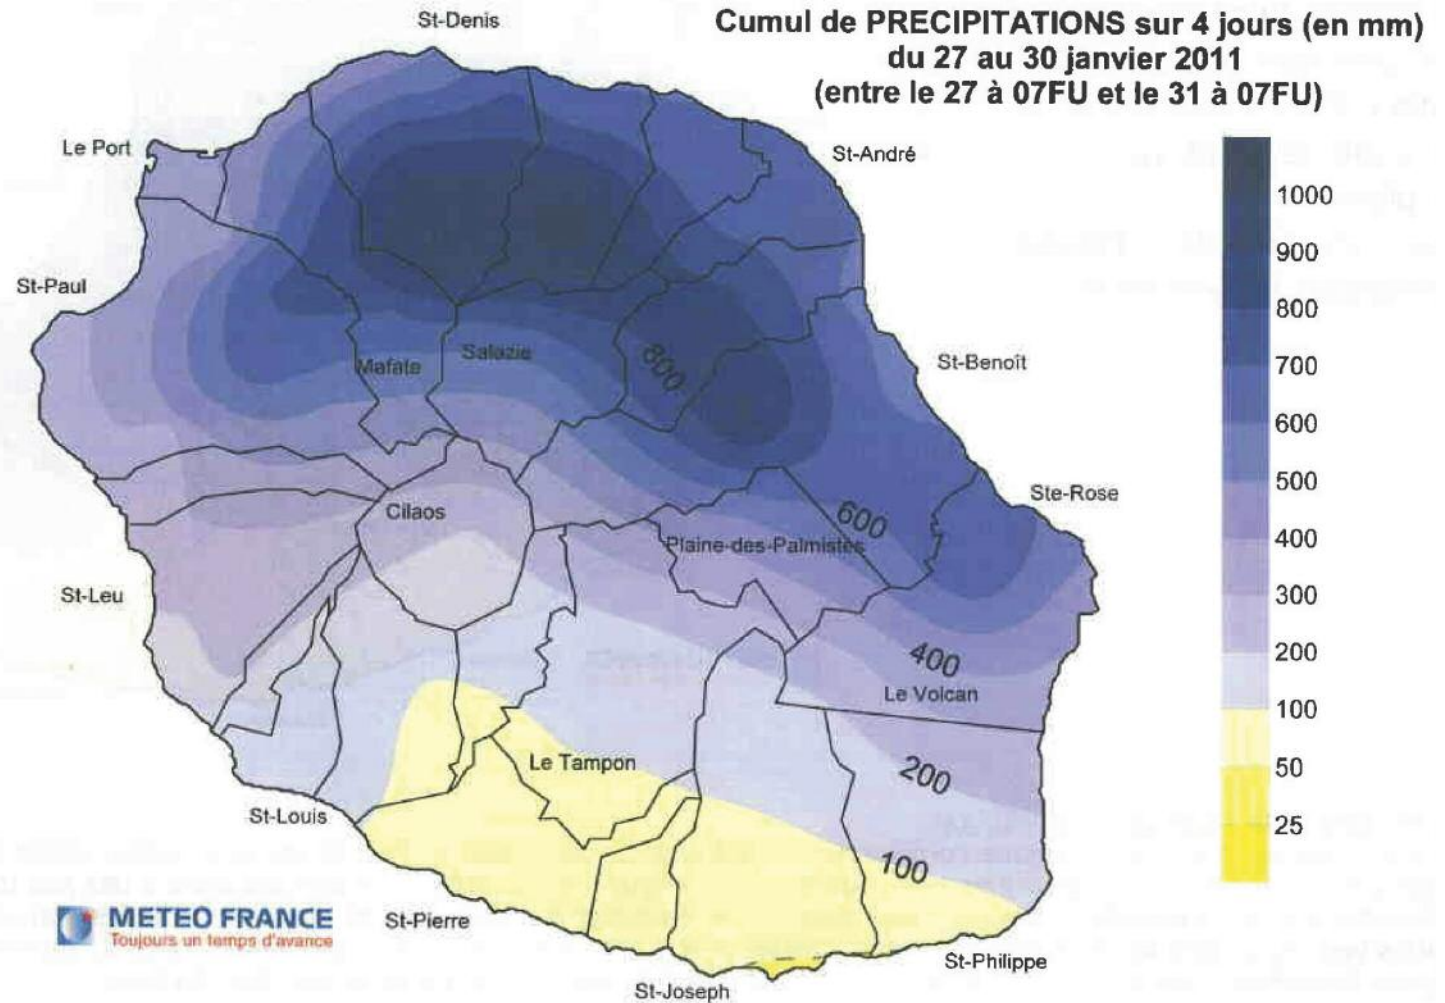 Cumul de PRECIPITATIONS sur 4 jours (en mm)
du 27 au 30 janvier 2011
(entre le 27 à 07FU et le 31 à 07FU)
St-Denis
Le Port
St-André
St-Paul
Mafate
Salazie
800
St-Benoît
Cilaos
Ste-Rose
600
Plaine-des-Palmistes
St-Leu
400
Le Volcan
Le Tampon
200
St-Louis
100
St-Pierre
St-Philippe
St-Joseph
1000
900
800
700
600
500
400
300
200
100
50
25
METEO FRANCE
Toujours un temps d'avance